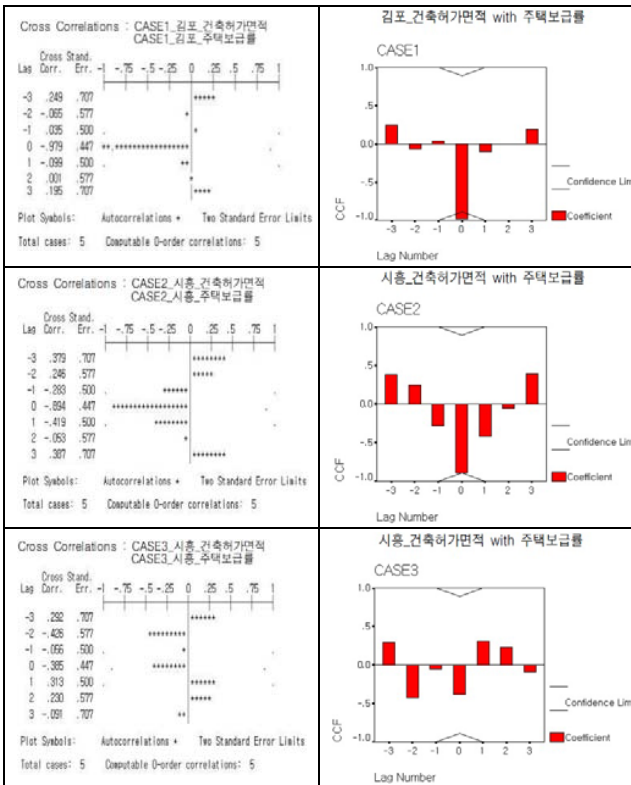 Cross Correlations : CASE1_김포_건축허가면적
CASE1_김포_주택보급률
Cross Stand.
Lag Corr. Err. -1 -.75 -.5 -.25 0 .25 .5 .75 1
-3 .249 .707 +++++
-2 -.065 .577 +
-1 .035 .500 . + .
0 -.979 .447 ++.+++++++++++++++++ .
1 -.099 .500 . ++ .
2 .001 .577 +
3 .195 .707 ++++
Plot Symbols: Autocorrelations + Two Standard Error Limits
Total cases: 5 Computable 0-order correlations: 5
김포_건축허가면적 with 주택보급률
CASE1
1.0
.5
0.0
-.5
-1.0
CCF
-3 -2 -1 0 1 2 3
Lag Number
Confidence Lim
Coefficient
Cross Correlations : CASE2_시흥_건축허가면적
CASE2_시흥_주택보급률
Cross Stand.
Lag Corr. Err. -1 -.75 -.5 -.25 0 .25 .5 .75 1
-3 .379 .707 ++++++++
-2 .246 .577 +++++
-1 -.283 .500 . ++++++ .
0 -.894 .447 .++++++++++++++++++ .
1 -.419 .500 . ++++++++ .
2 -.053 .577 +
3 .387 .707 ++++++++
Plot Symbols: Autocorrelations + Two Standard Error Limits
Total cases: 5 Computable 0-order correlations: 5
시흥_건축허가면적 with 주택보급률
CASE2
1.0
.5
0.0
-.5
-1.0
CCF
-3 -2 -1 0 1 2 3
Lag Number
Confidence Lim
Coefficient
Cross Correlations : CASE3_시흥_건축허가면적
CASE3_시흥_주택보급률
Cross Stand.
Lag Corr. Err. -1 -.75 -.5 -.25 0 .25 .5 .75 1
-3 .292 .707 ++++++
-2 -.426 .577 +++++++++
-1 -.056 .500 . + .
0 -.385 .447 . ++++++++ .
1 .313 .500 . ++++++ .
2 .230 .577 +++++
3 -.091 .707 ++
Plot Symbols: Autocorrelations + Two Standard Error Limits
Total cases: 5 Computable 0-order correlations: 5
시흥_건축허가면적 with 주택보급률
CASE3
1.0
.5
0.0
-.5
-1.0
CCF
-3 -2 -1 0 1 2 3
Lag Number
Confidence Lim
Coefficient